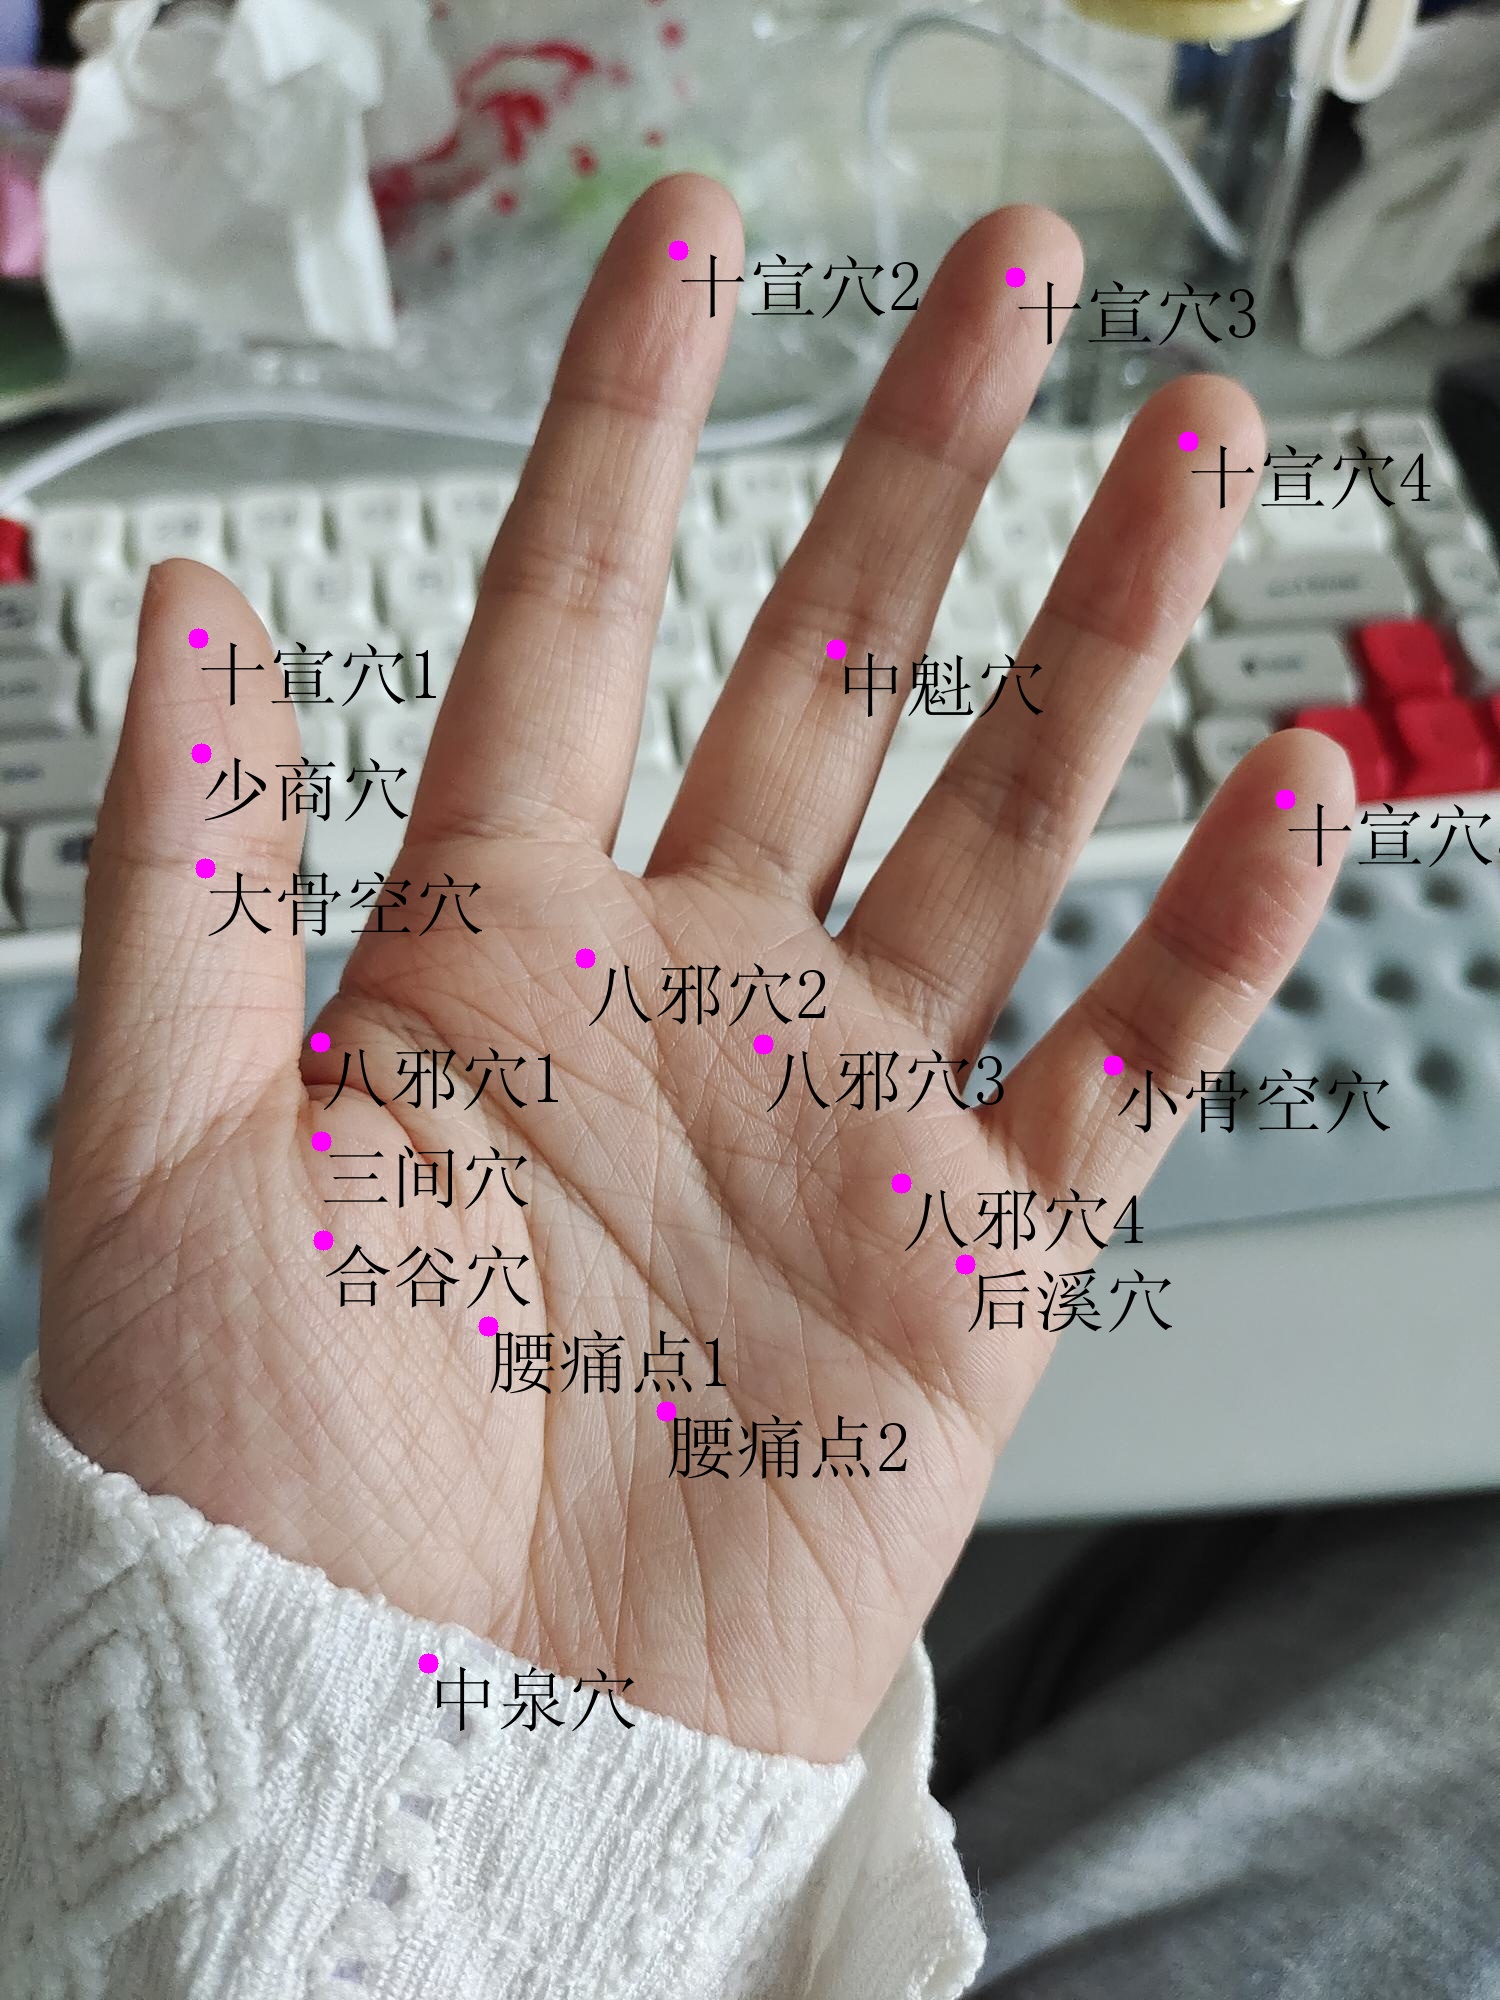 十宣穴2
十宣穴3
十宣穴4
十宣穴1
中魁穴
少商穴
十宣穴
大骨空穴
八邪穴2
八邪穴1
八邪穴3
小骨空穴
三间穴
八邪穴4
合谷穴
后溪穴
腰痛点1
腰痛点2
中泉穴